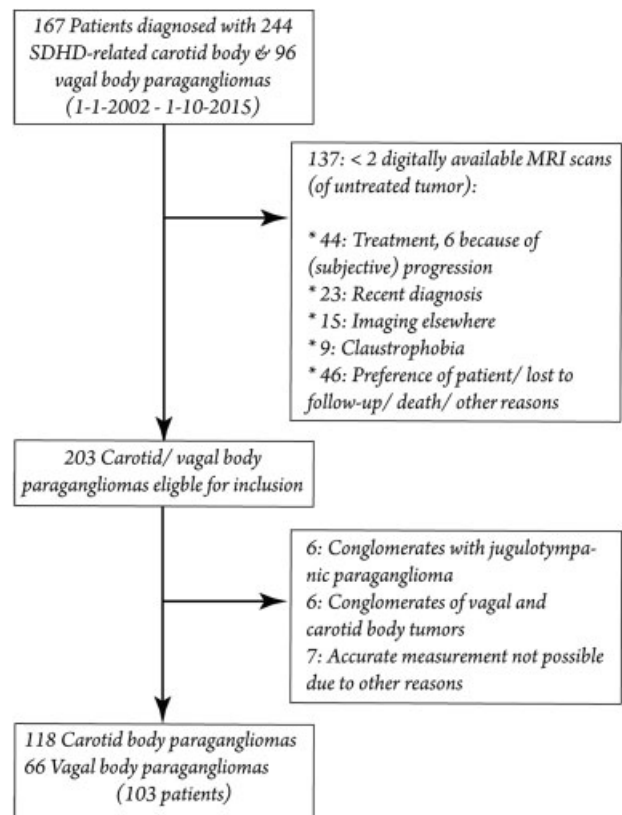 167 Patients diagnosed with 244
SDHD-related carotid body & 96
vagal body paragangliomas
(1-1-2002 - 1-10-2015)
137: < 2 digitally available MRI scans
(of untreated tumor):
* 44: Treatment, 6 because of
(subjective) progression
* 23: Recent diagnosis
* 15: Imaging elsewhere
* 9: Claustrophobia
* 46: Preference of patient/ lost to
follow-up/ death/ other reasons
203 Carotid/ vagal body
paragangliomas eligble for inclusion
6: Conglomerates with jugulotympa-
nic paraganglioma
6: Conglomerates of vagal and
carotid body tumors
7: Accurate measurement not possible
due to other reasons
118 Carotid body paragangliomas
66 Vagal body paragangliomas
(103 patients)